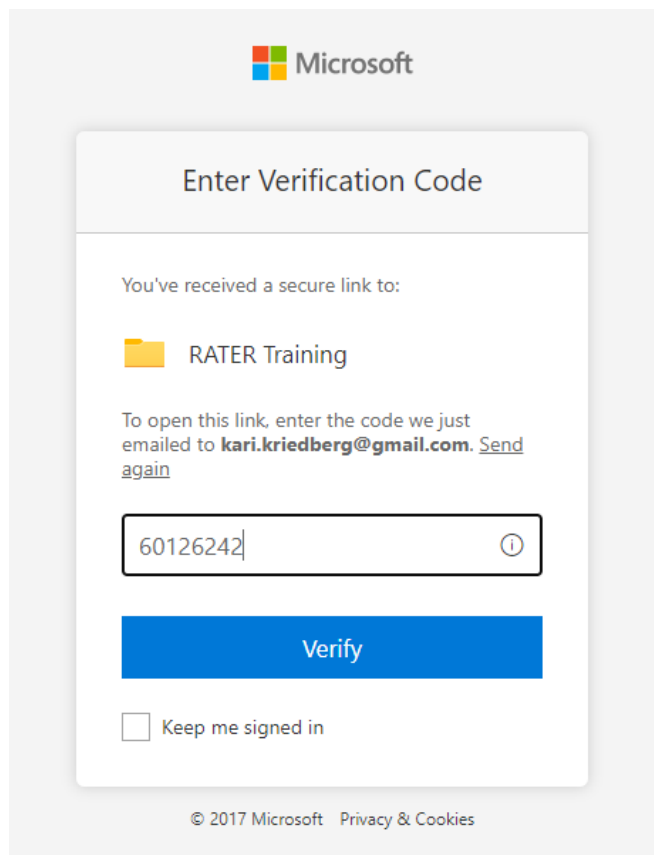 Microsoft
Enter Verification Code
You've received a secure link to:
RATER Training
To open this link, enter the code we just
emailed to kari.kriedberg@gmail.com. Send
again
60126242
Verify
Keep me signed in
© 2017 Microsoft Privacy & Cookies